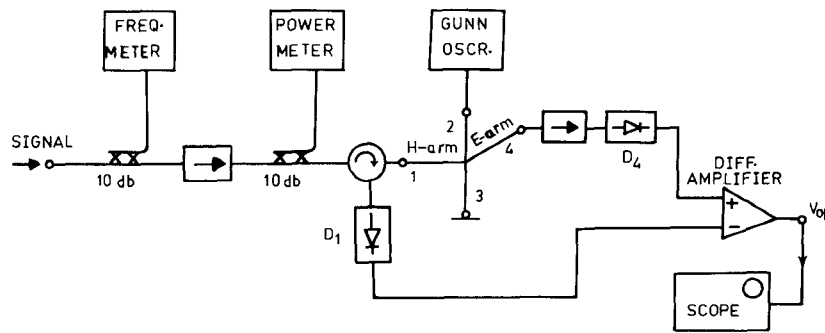 FREQ.-
METER
POWER
METER
GUNN
OSCR.
SIGNAL
10 db
10 db
H-arm
1
2
E-arm
4
3
D4
D1
DIFF.
AMPLIFIER
+
−
SCOPE